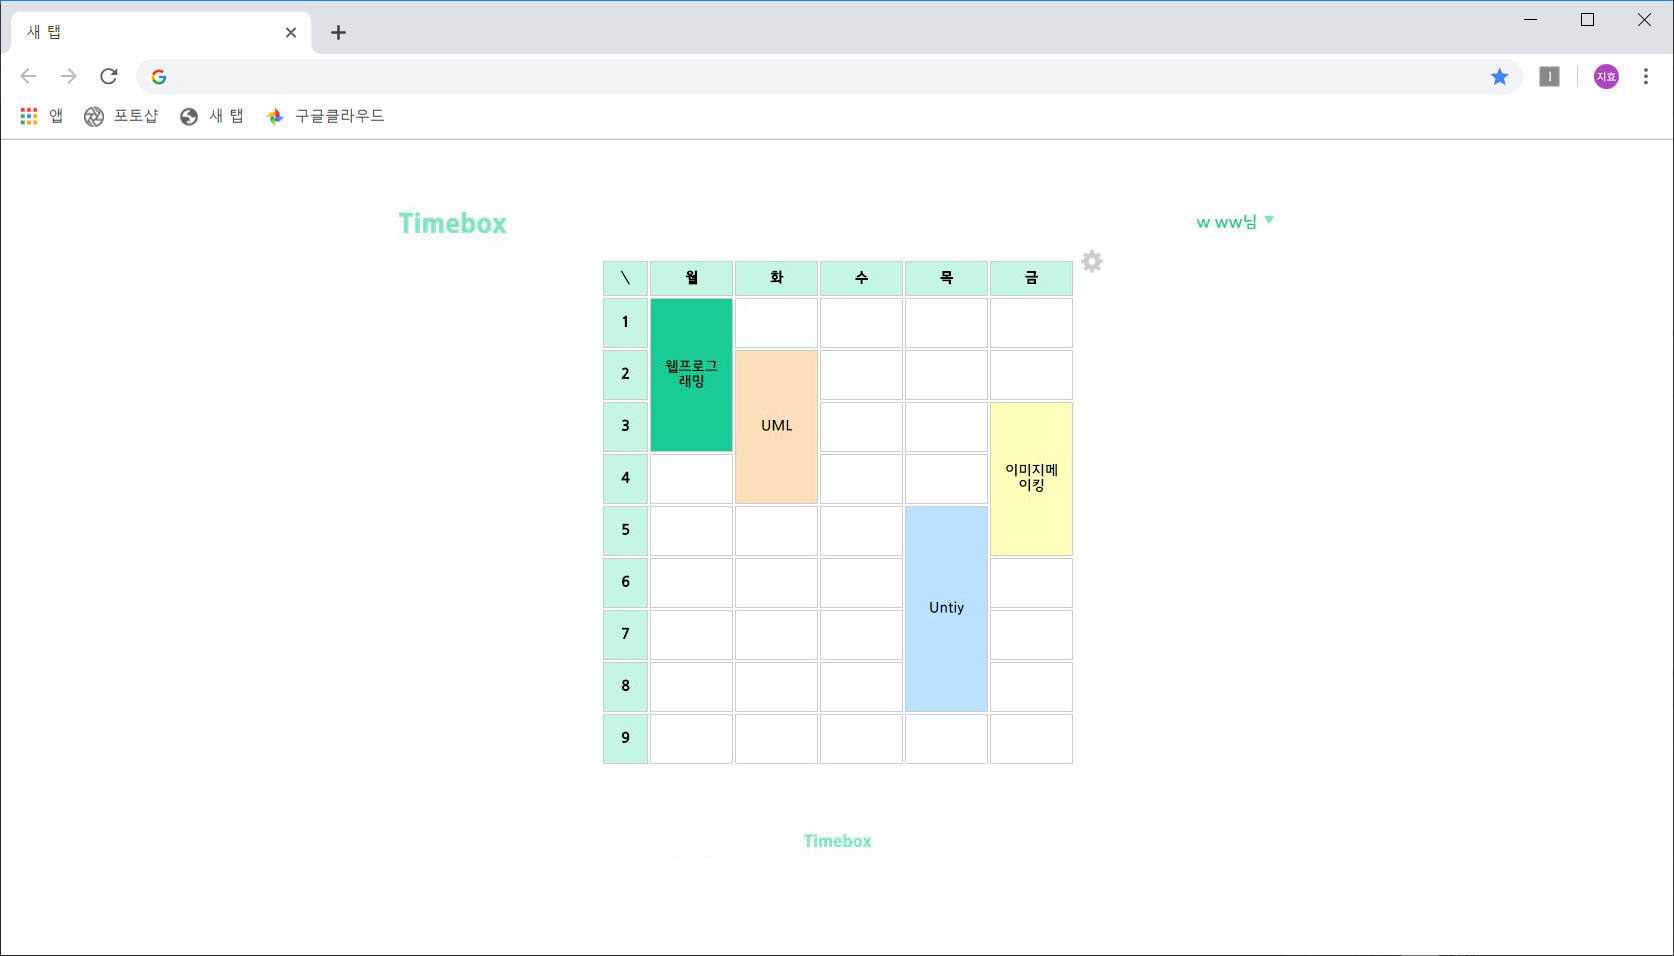 새 탭
지효
앱 포토샵 새 탭 구글클라우드
Timebox
w ww님
\ 월 화 수 목 금
1
2
3
4
5
6
7
8
9
웹프로그
래밍
UML
Untiy
이미지메
이킹
Timebox